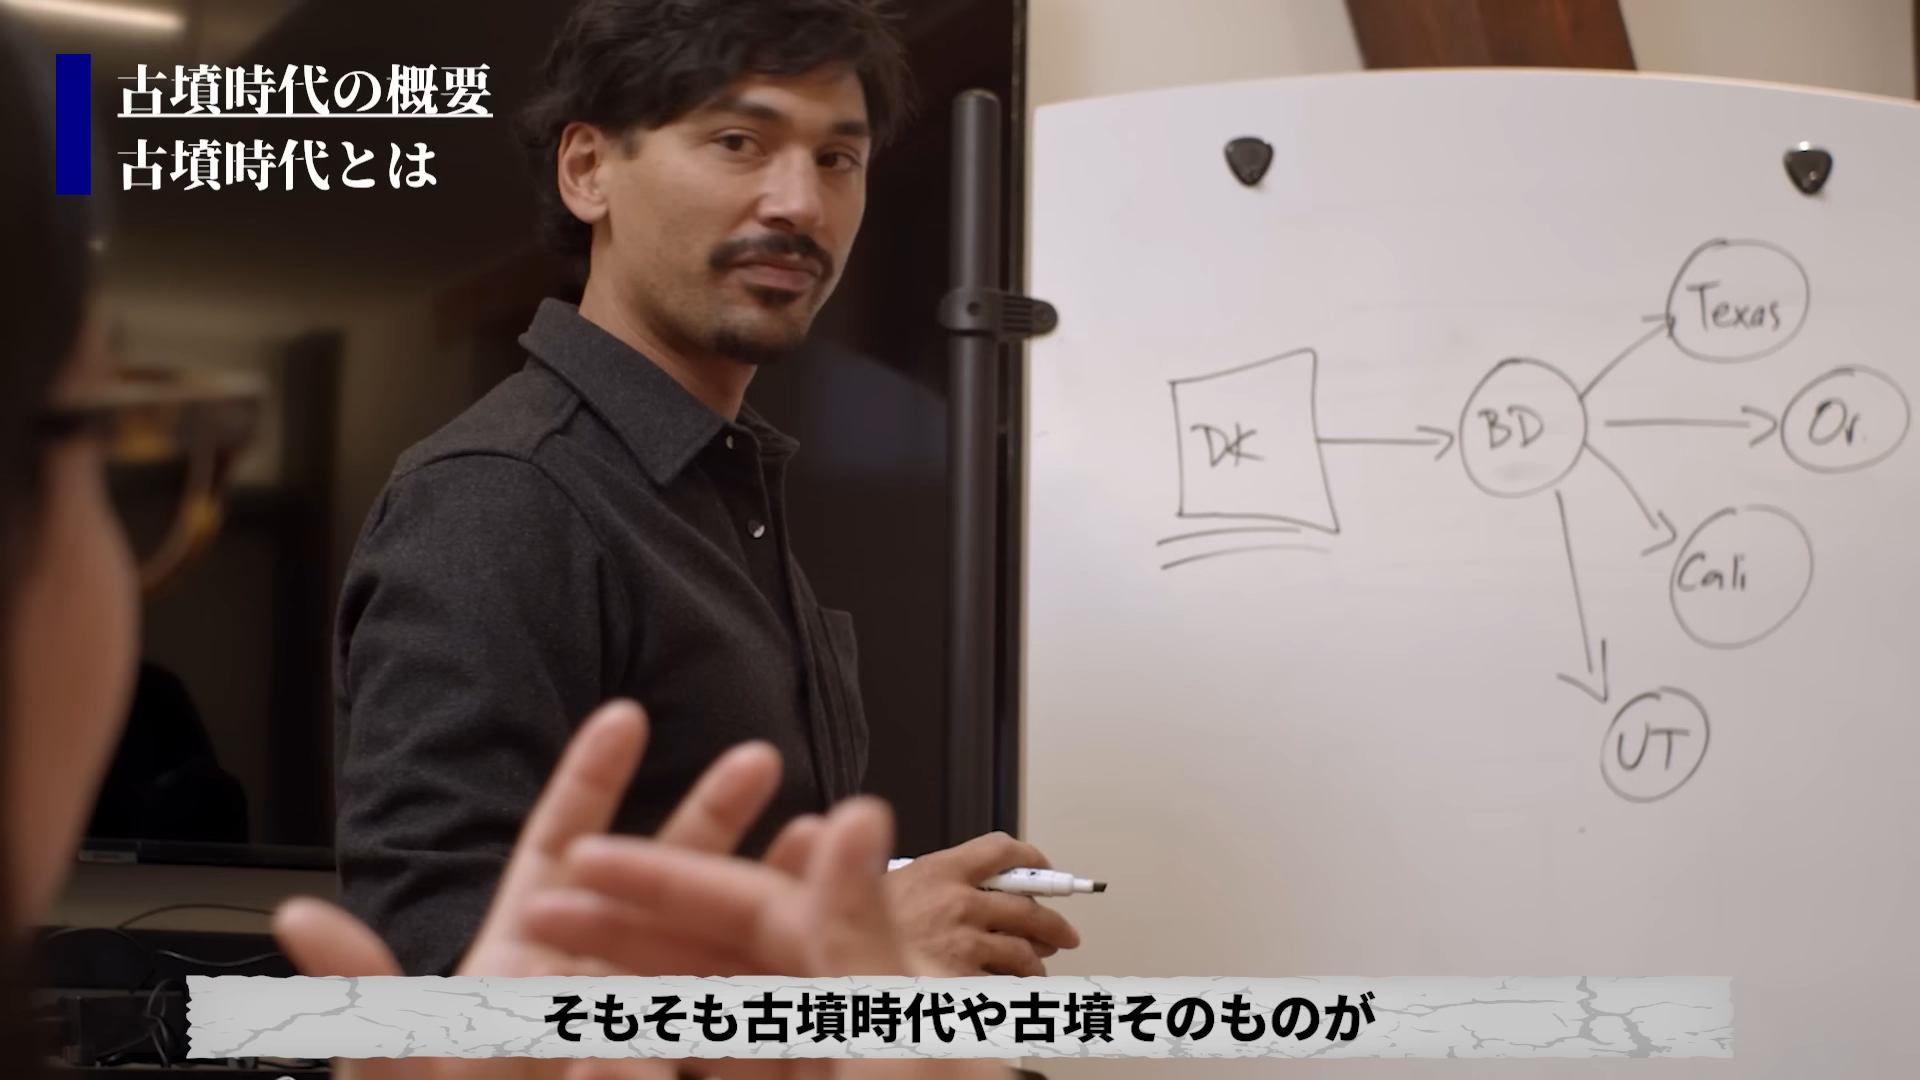 古墳時代の概要
古墳時代とは
Texas
DK
BD
Or.
Cali
UT
そもそも古墳時代や古墳そのものが